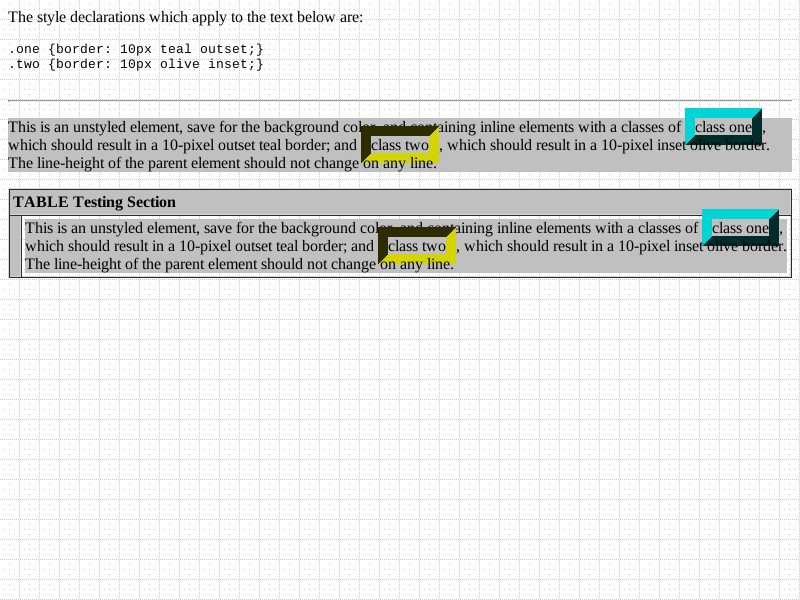 The style declarations which apply to the text below are:
.one {border: 10px teal outset;}
.two {border: 10px olive inset;}
This is an unstyled element, save for the background color, and containing inline elements with a classes of class one,
which should result in a 10-pixel outset teal border; and class two, which should result in a 10-pixel inset olive border.
The line-height of the parent element should not change on any line.
TABLE Testing Section
This is an unstyled element, save for the background color, and containing inline elements with a classes of class one,
which should result in a 10-pixel outset teal border; and class two, which should result in a 10-pixel inset olive border.
The line-height of the parent element should not change on any line.